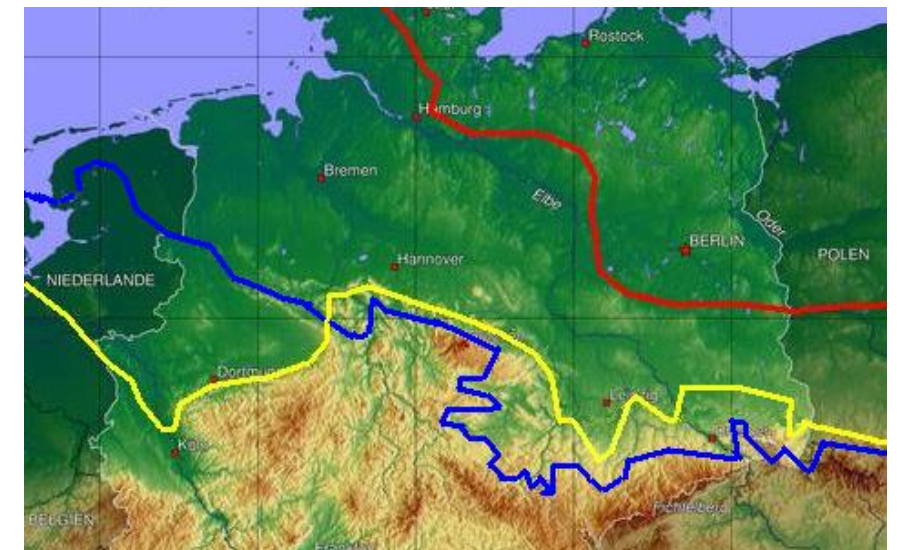 Rostock
Hamburg
Bremen
Elbe
Oder
BERLIN
POLEN
Hannover
NIEDERLANDE
Dortmund
Leipzig
Köln
Fichtelberg
BELGIEN